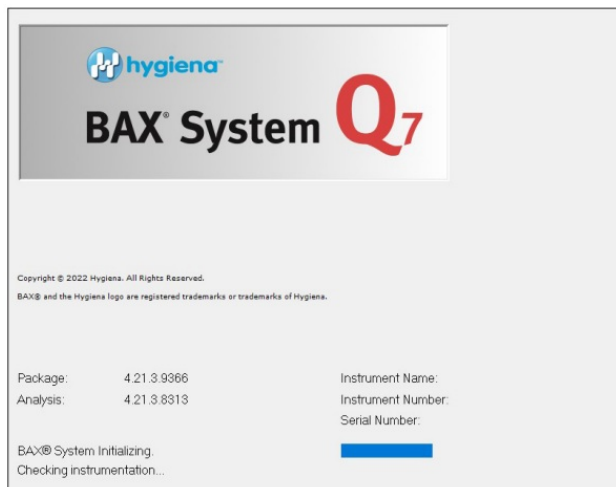 hygiena™
BAX® System Q7
Copyright © 2022 Hygiena. All Rights Reserved.
BAX® and the Hygiena logo are registered trademarks or trademarks of Hygiena.
Package: 4.21.3.9366
Analysis: 4.21.3.8313
Instrument Name:
Instrument Number:
Serial Number:
BAX® System Initializing.
Checking instrumentation...